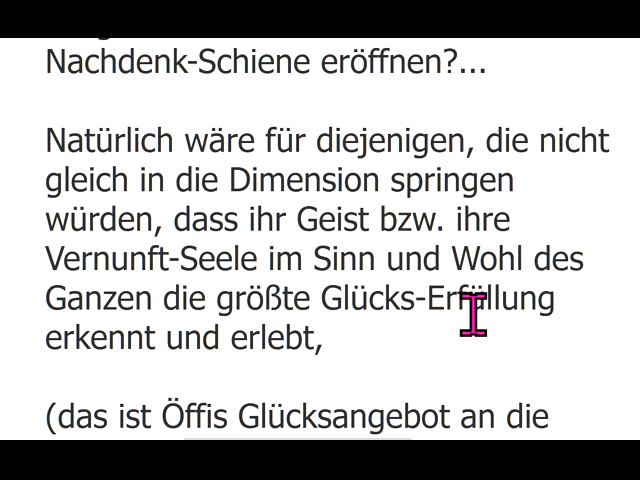 Nachdenk-Schiene eröffnen?...
Natürlich wäre für diejenigen, die nicht
gleich in die Dimension springen
würden, dass ihr Geist bzw. ihre
Vernunft-Seele im Sinn und Wohl des
Ganzen die größte Glücks-Erfüllung
erkennt und erlebt,
(das ist Öffis Glücksangebot an die